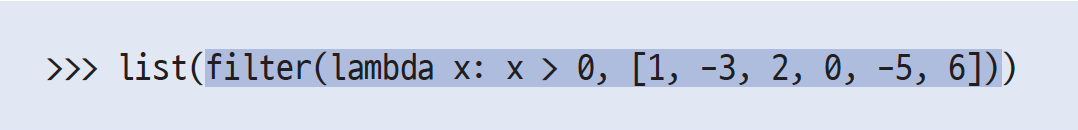 >>> list(filter(lambda x: x > 0, [1, -3, 2, 0, -5, 6]))